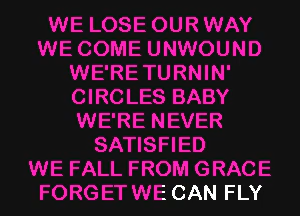 WE LOSE OUR WAY
WE COME UNWOUND
WE'RE TURNIN'
CIRCLES BABY
WE'RE NEVER
SATISFIED
WE FALL FROM GRACE
FORGET WE CAN FLY